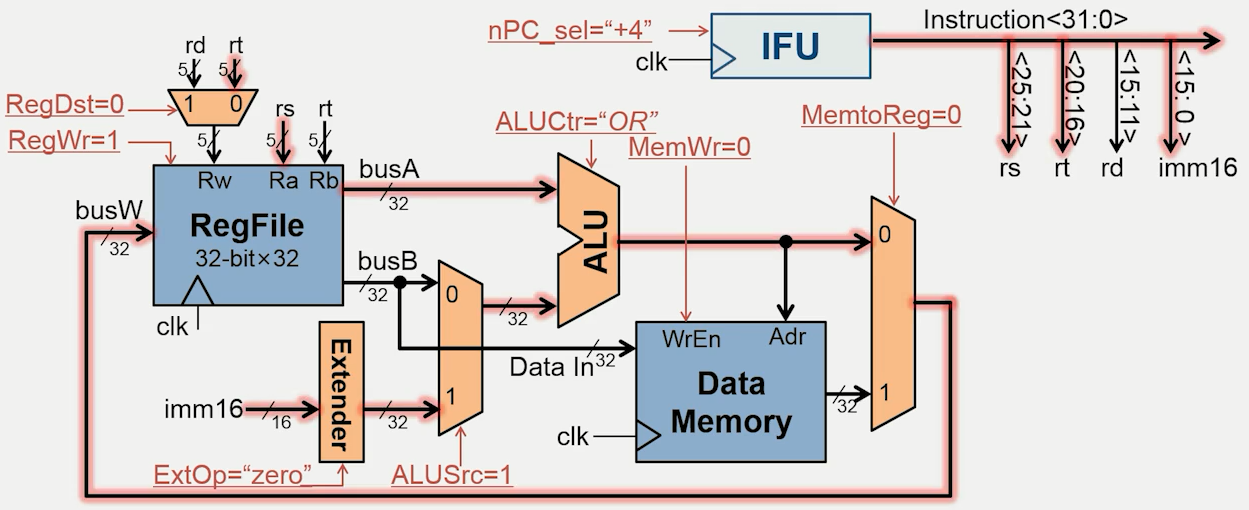 nPC_sel=“+4”
clk
IFU
Instruction<31:0>
<25:21>
<20:16>
<15:11>
<15: 0 >
rs
rt
rd
imm16
rd
rt
5
5
RegDst=0
1
0
RegWr=1
5
rs
rt
5
5
Rw
Ra
Rb
RegFile
32-bit×32
clk
busW
32
busA
32
busB
32
ALUCtr=“OR”
MemWr=0
MemtoReg=0
ALU
0
1
32
Data In
32
WrEn
Adr
Data
Memory
clk
32
0
1
imm16
16
Extender
32
ExtOp=“zero”
ALUSrc=1